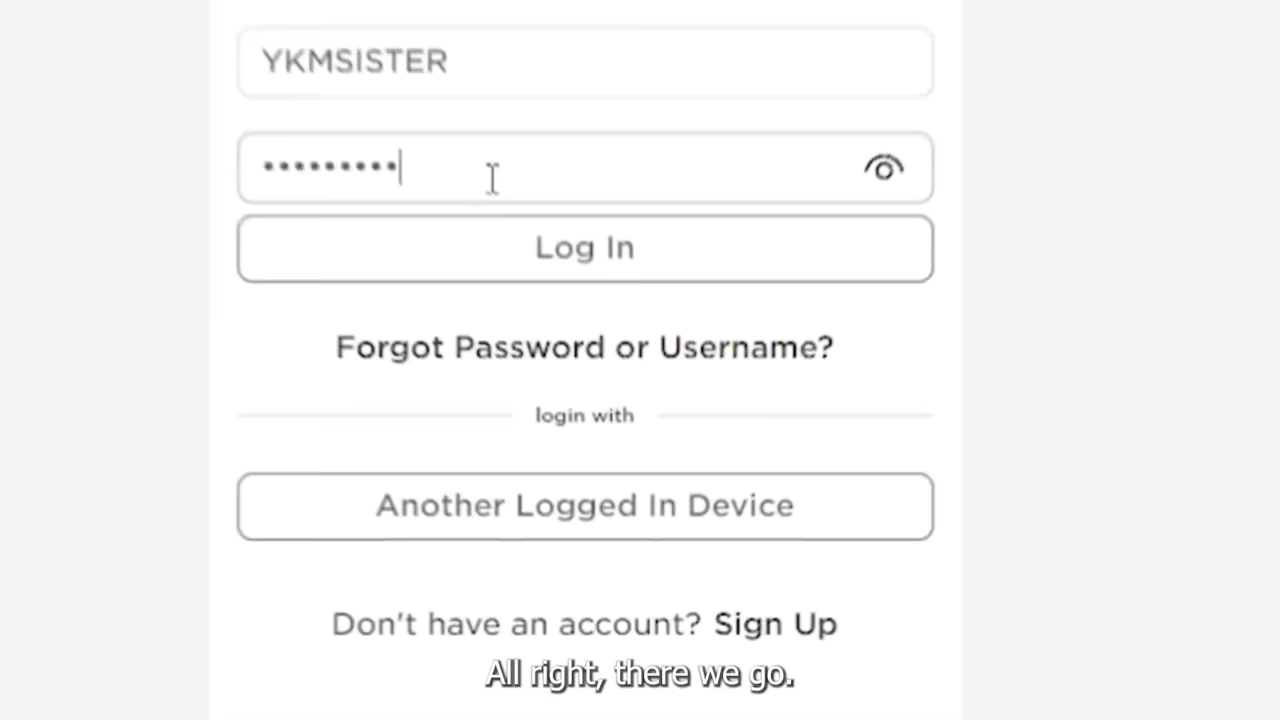 YKMSISTER
•••••••••
Log In
Forgot Password or Username?
login with
Another Logged In Device
Don't have an account? Sign Up
All right, there we go.